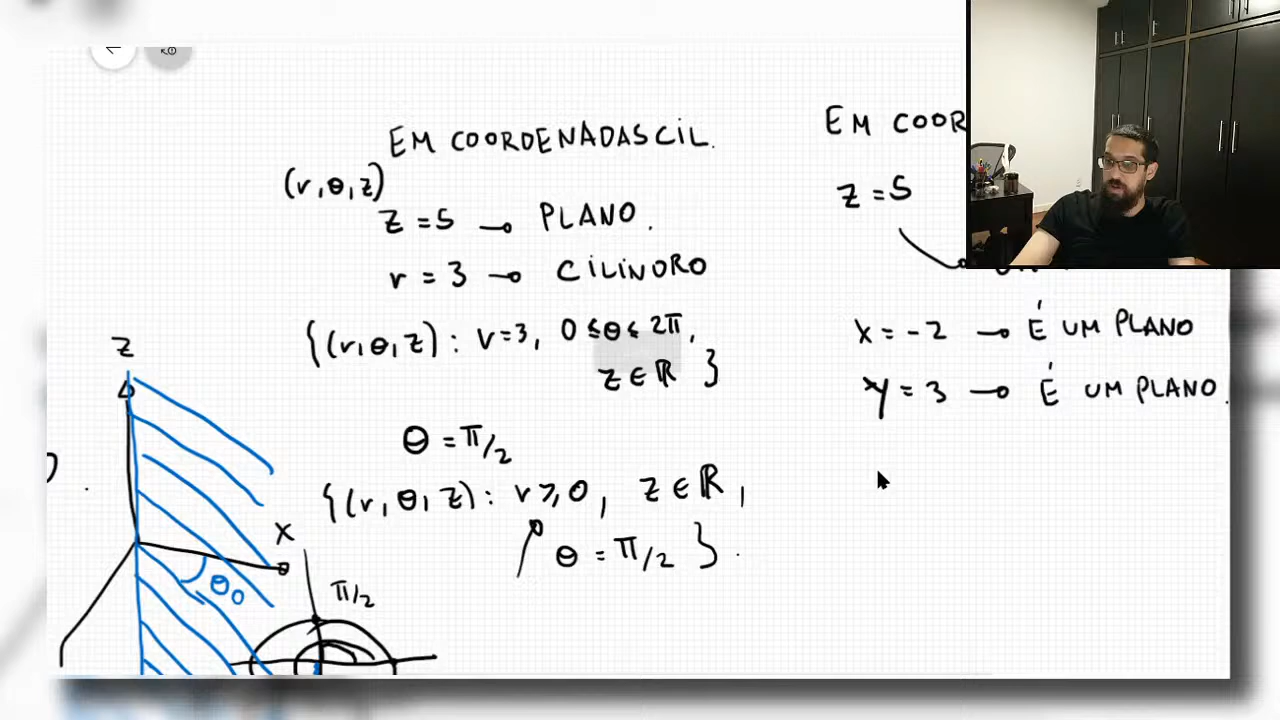 EM COORDENADAS CIL.
(r, θ, z)
z = 5 → PLANO.
r = 3 → CILINDRO
{(r, θ, z) : r = 3, 0 ≤ θ ≤ 2π,
z ∈ ℝ }
θ = π/2
{(r, θ, z) : r ≥ 0, z ∈ ℝ,
θ = π/2 }.
z
x
θ₀
π/2
EM COOR
z = 5
x = -2 → É UM PLANO
y = 3 → É UM PLANO.